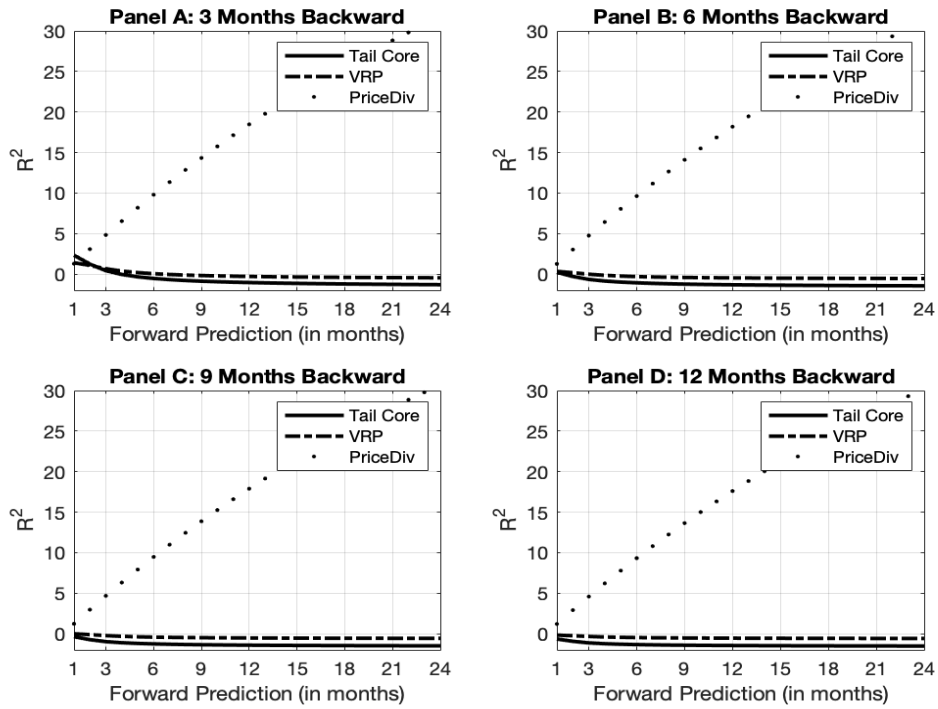 Panel A: 3 Months Backward
30
25
20
15
10
5
0
R2
1 3 6 9 12 15 18 21 24
Forward Prediction (in months)
Tail Core
VRP
PriceDiv
Panel B: 6 Months Backward
30
25
20
15
10
5
0
R2
1 3 6 9 12 15 18 21 24
Forward Prediction (in months)
Tail Core
VRP
PriceDiv
Panel C: 9 Months Backward
30
25
20
15
10
5
0
R2
1 3 6 9 12 15 18 21 24
Forward Prediction (in months)
Tail Core
VRP
PriceDiv
Panel D: 12 Months Backward
30
25
20
15
10
5
0
R2
1 3 6 9 12 15 18 21 24
Forward Prediction (in months)
Tail Core
VRP
PriceDiv